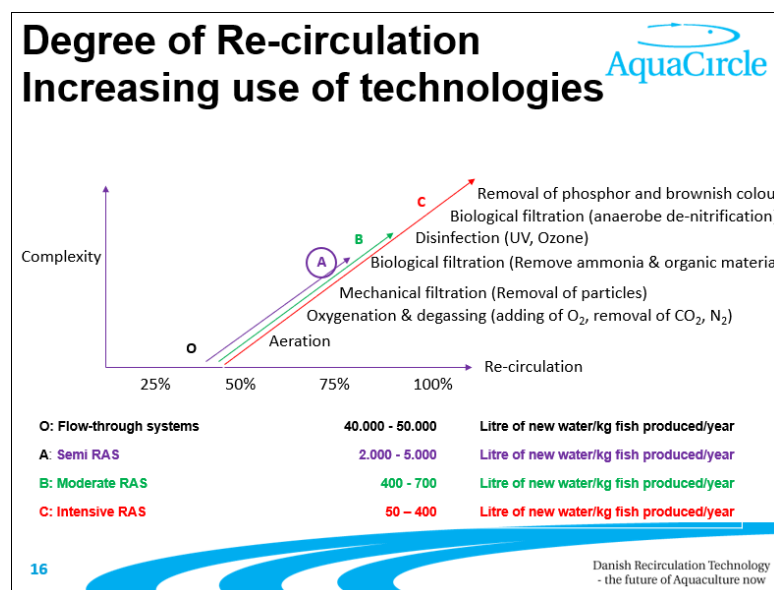 Degree of Re-circulation
Increasing use of technologies
AquaCircle
Complexity
C
B
A
O
Removal of phosphor and brownish colou
Biological filtration (anaerobe de-nitrification)
Disinfection (UV, Ozone)
Biological filtration (Remove ammonia & organic materia
Mechanical filtration (Removal of particles)
Oxygenation & degassing (adding of O₂, removal of CO₂, N₂)
Aeration
Re-circulation
25% 50% 75% 100%
O: Flow-through systems 40.000 - 50.000 Litre of new water/kg fish produced/year
A: Semi RAS 2.000 - 5.000 Litre of new water/kg fish produced/year
B: Moderate RAS 400 - 700 Litre of new water/kg fish produced/year
C: Intensive RAS 50 – 400 Litre of new water/kg fish produced/year
16
Danish Recirculation Technology
- the future of Aquaculture now